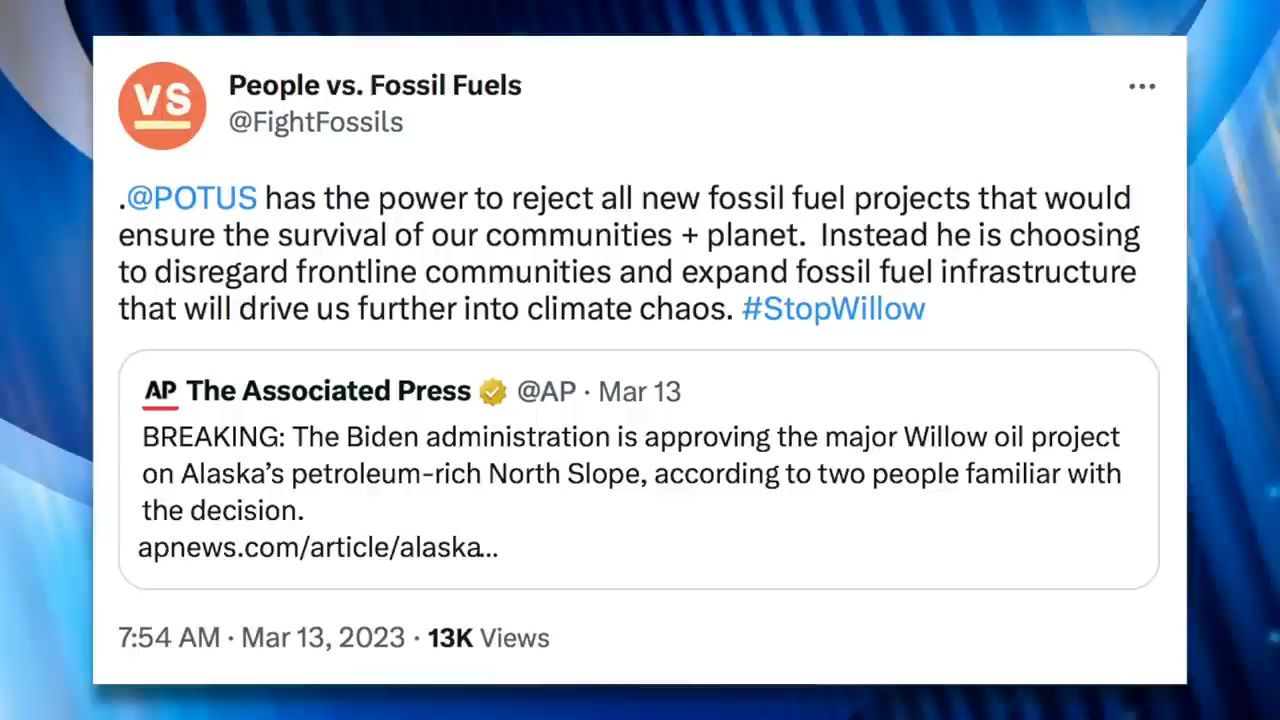 VS
People vs. Fossil Fuels
@FightFossils
.@POTUS has the power to reject all new fossil fuel projects that would
ensure the survival of our communities + planet.  Instead he is choosing
to disregard frontline communities and expand fossil fuel infrastructure
that will drive us further into climate chaos. #StopWillow
AP The Associated Press @AP · Mar 13
BREAKING: The Biden administration is approving the major Willow oil project
on Alaska's petroleum-rich North Slope, according to two people familiar with
the decision.
apnews.com/article/alaska...
7:54 AM · Mar 13, 2023 · 13K Views